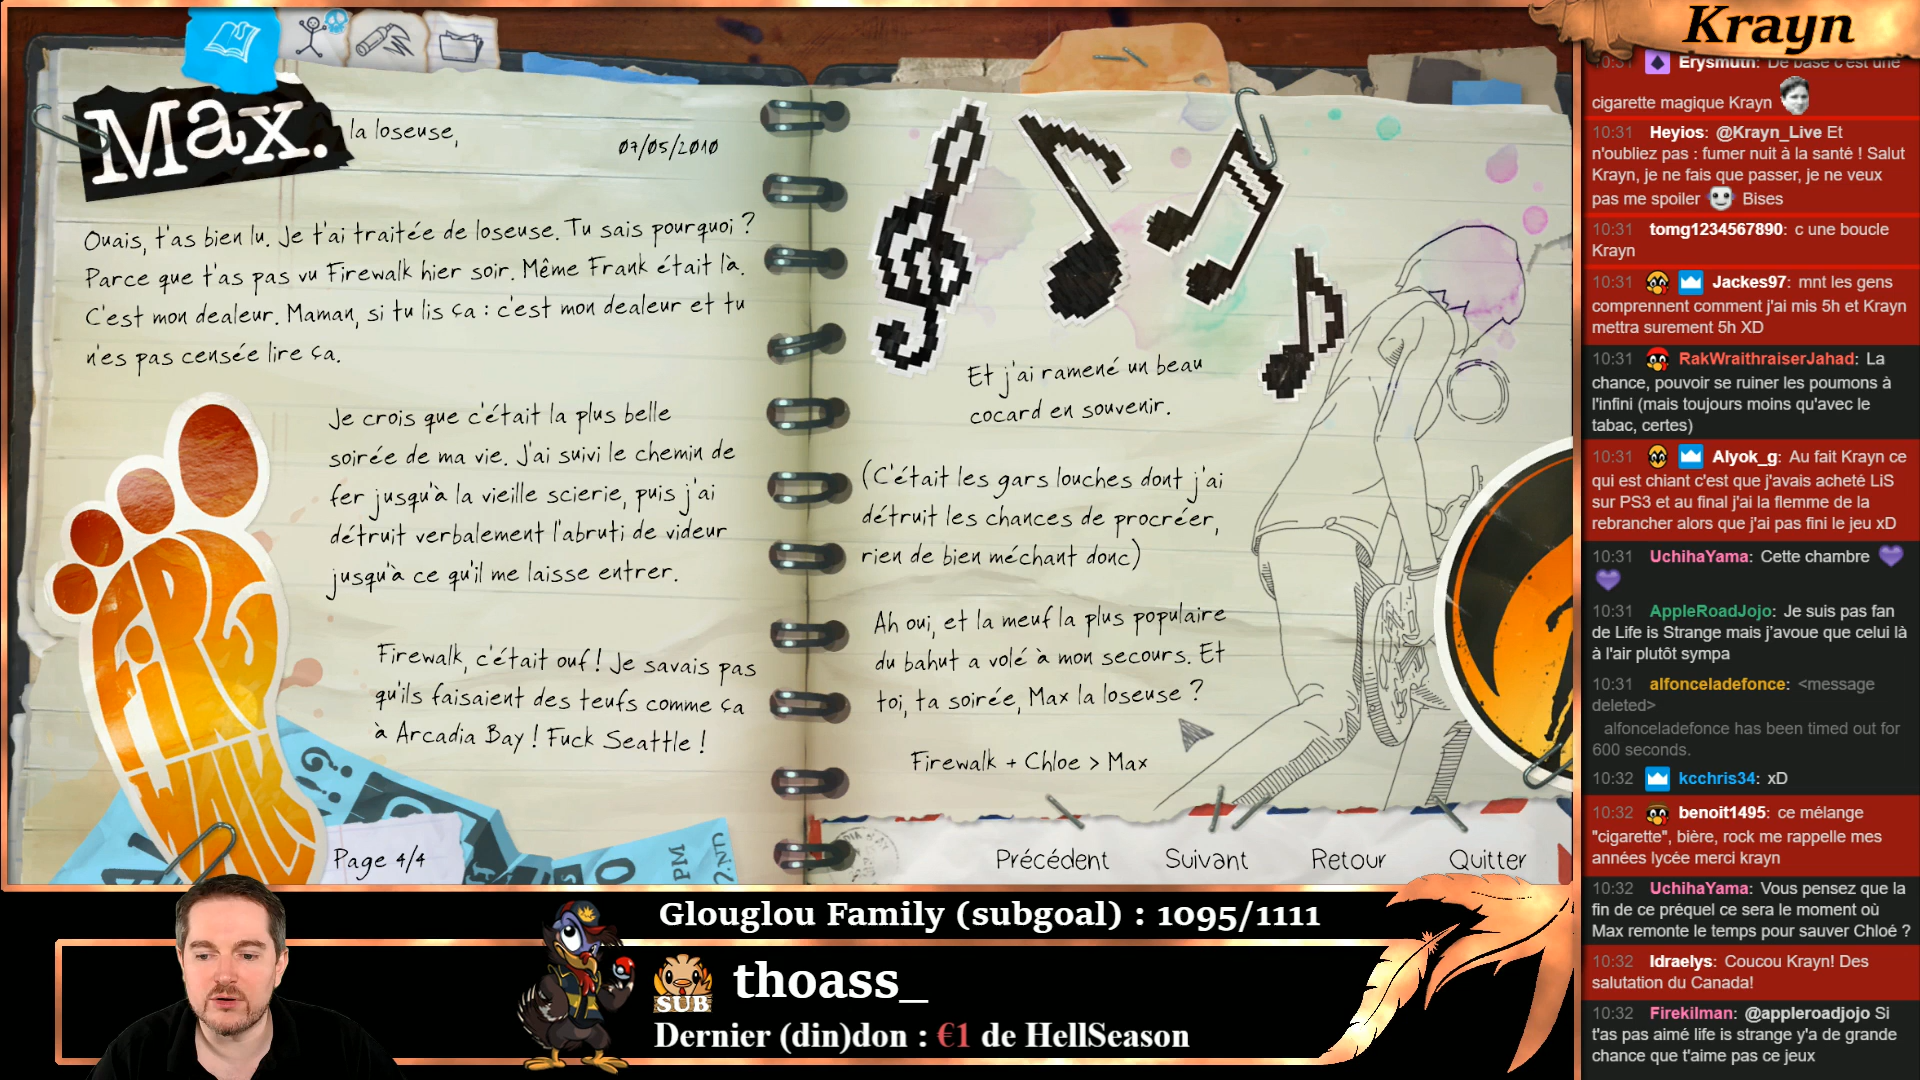 Max.
la loseuse,
07/05/2010
Ouais, t'as bien lu. Je t'ai traitée de loseuse. Tu sais pourquoi ?
Parce que t'as pas vu Firewalk hier soir. Même Frank était là.
C'est mon dealeur. Maman, si tu lis ça : c'est mon dealeur et tu
n'es pas censée lire ça.
Je crois que c'était la plus belle
soirée de ma vie. J'ai suivi le chemin de
fer jusqu'à la vieille scierie, puis j'ai
détruit verbalement l'abruti de videur
jusqu'à ce qu'il me laisse entrer.
Firewalk, c'était ouf ! Je savais pas
qu'ils faisaient des teufs comme ça
à Arcadia Bay ! Fuck Seattle !
FIRE
WALK
PM
Page 4/4
Et j'ai ramené un beau
cocard en souvenir.
(C'était les gars louches dont j'ai
détruit les chances de procréer,
rien de bien méchant donc)
Ah oui, et la meuf la plus populaire
du bahut a volé à mon secours. Et
toi, ta soirée, Max la loseuse ?
Firewalk + Chloe > Max
Précédent Suivant Retour Quitter
Glouglou Family (subgoal) : 1095/1111
SUB
thoass_
Dernier (din)don : €1 de HellSeason
Krayn
10:31 Erysmuth: De base c'est une
cigarette magique Krayn
10:31 Heyios: @Krayn_Live Et
n'oubliez pas : fumer nuit à la santé ! Salut
Krayn, je ne fais que passer, je ne veux
pas me spoiler Bises
10:31 tomg1234567890: c une boucle
Krayn
10:31 Jackes97: mnt les gens
comprennent comment j'ai mis 5h et Krayn
mettra surement 5h XD
10:31 RakWraithraiserJahad: La
chance, pouvoir se ruiner les poumons à
l'infini (mais toujours moins qu'avec le
tabac, certes)
10:31 Alyok_g: Au fait Krayn ce
qui est chiant c'est que j'avais acheté LiS
sur PS3 et au final j'ai la flemme de la
rebrancher alors que j'ai pas fini le jeu xD
10:31 UchihaYama: Cette chambre
10:31 AppleRoadJojo: Je suis pas fan
de Life is Strange mais j'avoue que celui là
à l'air plutôt sympa
10:31 alfonceladefonce: <message
deleted>
alfonceladefonce has been timed out for
600 seconds.
10:32 kcchris34: xD
10:32 benoit1495: ce mélange
"cigarette", bière, rock me rappelle mes
années lycée merci krayn
10:32 UchihaYama: Vous pensez que la
fin de ce préquel ce sera le moment où
Max remonte le temps pour sauver Chloé ?
10:32 Idraelys: Coucou Krayn! Des
salutation du Canada!
10:32 Firekilman: @appleroadjojo Si
t'as pas aimé life is strange y'a de grande
chance que t'aime pas ce jeux